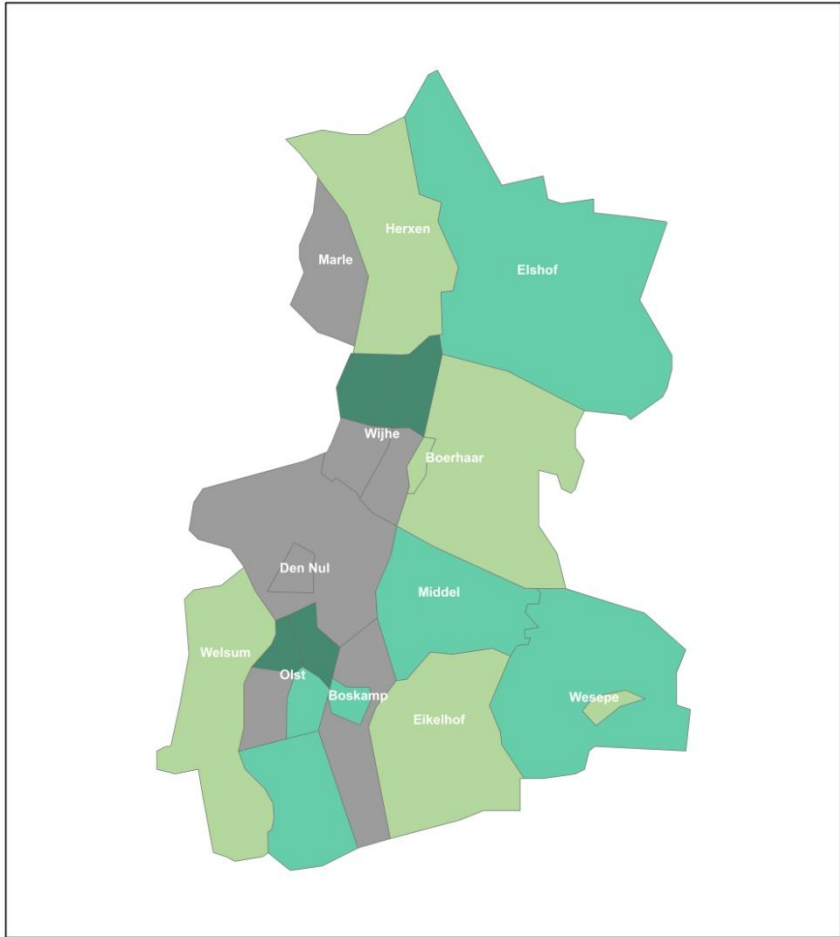 Herxen
Marle
Elshof
Wijhe
Boerhaar
Den Nul
Middel
Welsum
Olst
Boskamp
Eikelhof
Wesepe